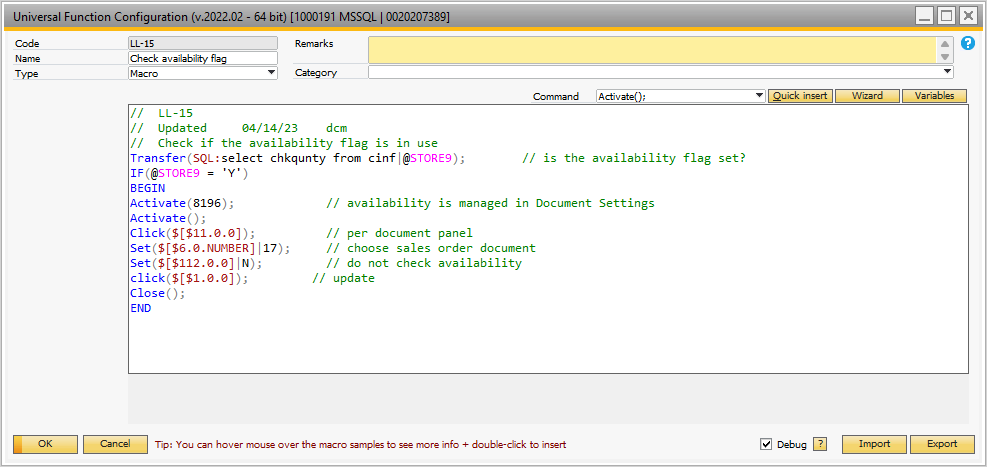 Universal Function Configuration (v.2022.02 - 64 bit) [1000191 MSSQL | 0020207389]
Code LL-15 Remarks ?
Name Check availability flag
Type Macro Category
Command Activate(); Quick insert Wizard Variables
//  LL-15
//  Updated     04/14/23     dcm
//  Check if the availability flag is in use
Transfer(SQL:select chkqunty from cinf|@STORE9);        // is the availability flag set?
IF(@STORE9 = 'Y')
BEGIN
Activate(8196);             // availability is managed in Document Settings
Activate();
Click($[$11.0.0]);          // per document panel
Set($[$6.0.NUMBER]|17);     // choose sales order document
Set($[$112.0.0]|N);         // do not check availability
click($[$1.0.0]);         // update
Close();
END
OK Cancel Tip: You can hover mouse over the macro samples to see more info + double-click to insert Debug ? Import Export